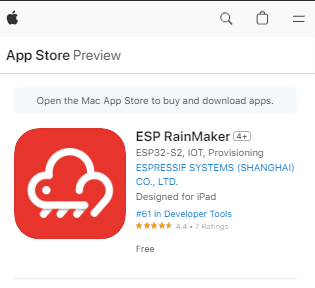 App Store Preview
Open the Mac App Store to buy and download apps.
ESP RainMaker 4+
ESP32-S2, IOT, Provisioning
ESPRESSIF SYSTEMS (SHANGHAI)
CO., LTD.
Designed for iPad
#61 in Developer Tools
4.4 • 7 Ratings
Free